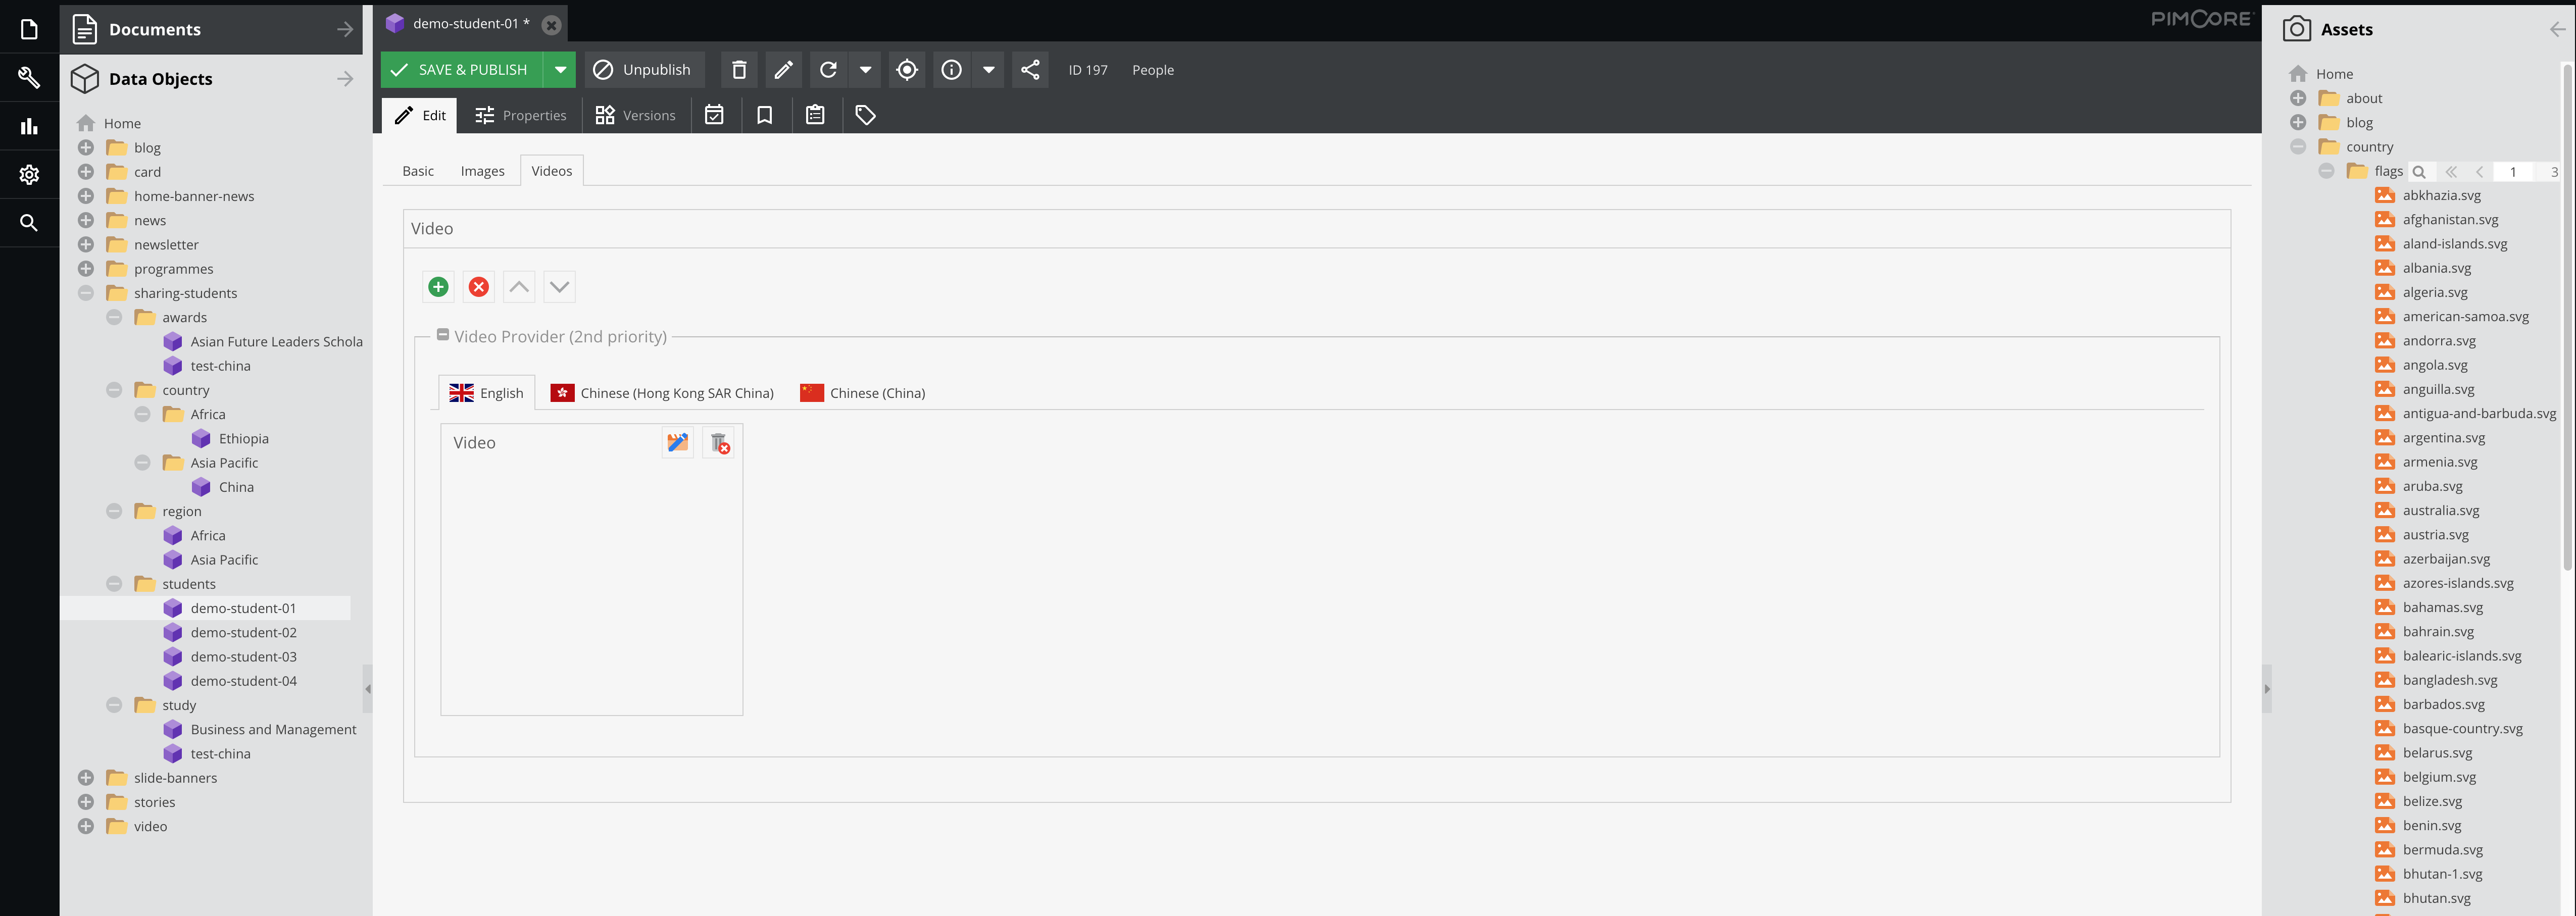 Documents
Data Objects
Home
blog
card
home-banner-news
news
newsletter
programmes
sharing-students
awards
Asian Future Leaders Schola
test-china
country
Africa
Ethiopia
Asia Pacific
China
region
Africa
Asia Pacific
students
demo-student-01
demo-student-02
demo-student-03
demo-student-04
study
Business and Management
test-china
slide-banners
stories
video
demo-student-01 *
PIMCORE
SAVE & PUBLISH
Unpublish
ID 197
People
Edit
Properties
Versions
Basic
Images
Videos
Video
Video Provider (2nd priority)
English
Chinese (Hong Kong SAR China)
Chinese (China)
Video
Assets
Home
about
blog
country
flags 1 3
abkhazia.svg
afghanistan.svg
aland-islands.svg
albania.svg
algeria.svg
american-samoa.svg
andorra.svg
angola.svg
anguilla.svg
antigua-and-barbuda.svg
argentina.svg
armenia.svg
aruba.svg
australia.svg
austria.svg
azerbaijan.svg
azores-islands.svg
bahamas.svg
bahrain.svg
balearic-islands.svg
bangladesh.svg
barbados.svg
basque-country.svg
belarus.svg
belgium.svg
belize.svg
benin.svg
bermuda.svg
bhutan-1.svg
bhutan.svg